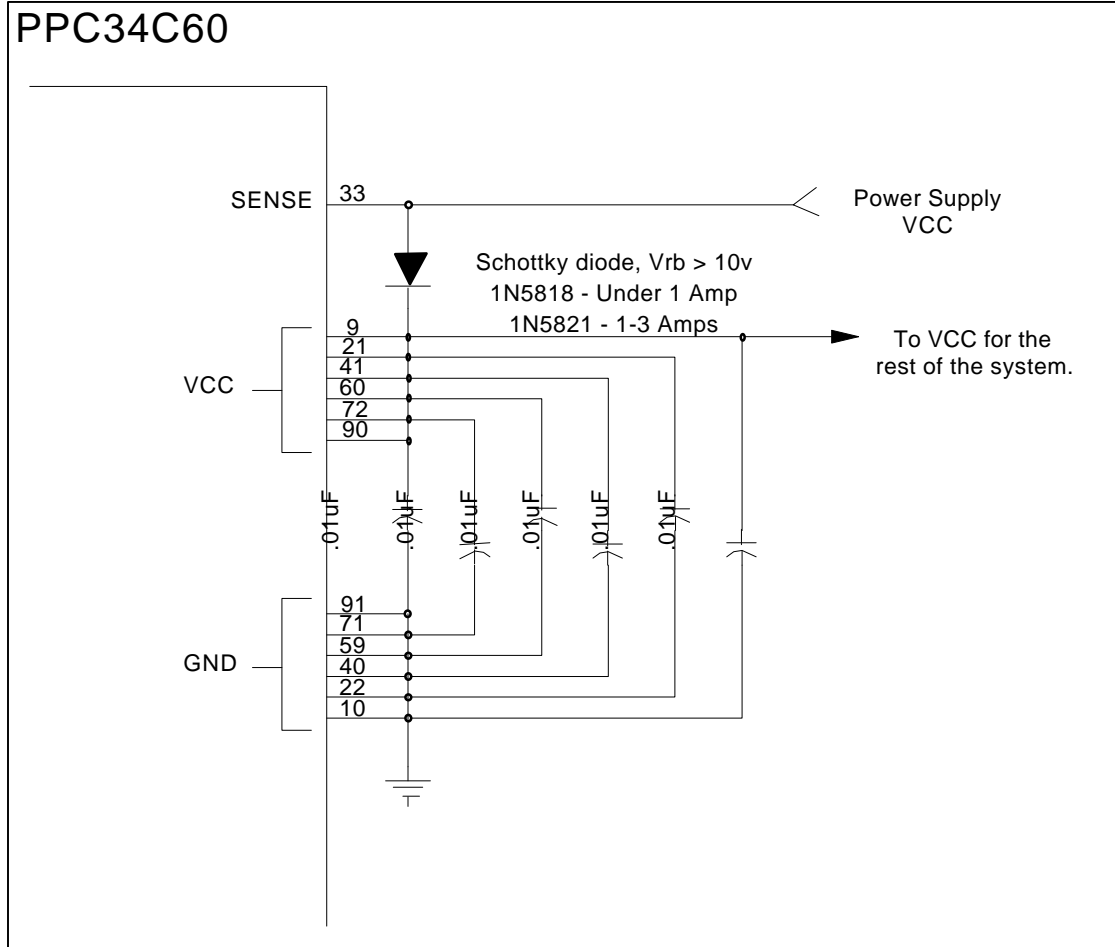 PPC34C60
SENSE
33
Power Supply
VCC
Schottky diode, Vrb > 10v
1N5818 - Under 1 Amp
1N5821 - 1-3 Amps
To VCC for the
rest of the system.
VCC
9
21
41
60
72
90
.01uF
.01uF
.01uF
.01uF
.01uF
.01uF
GND
91
71
59
40
22
10